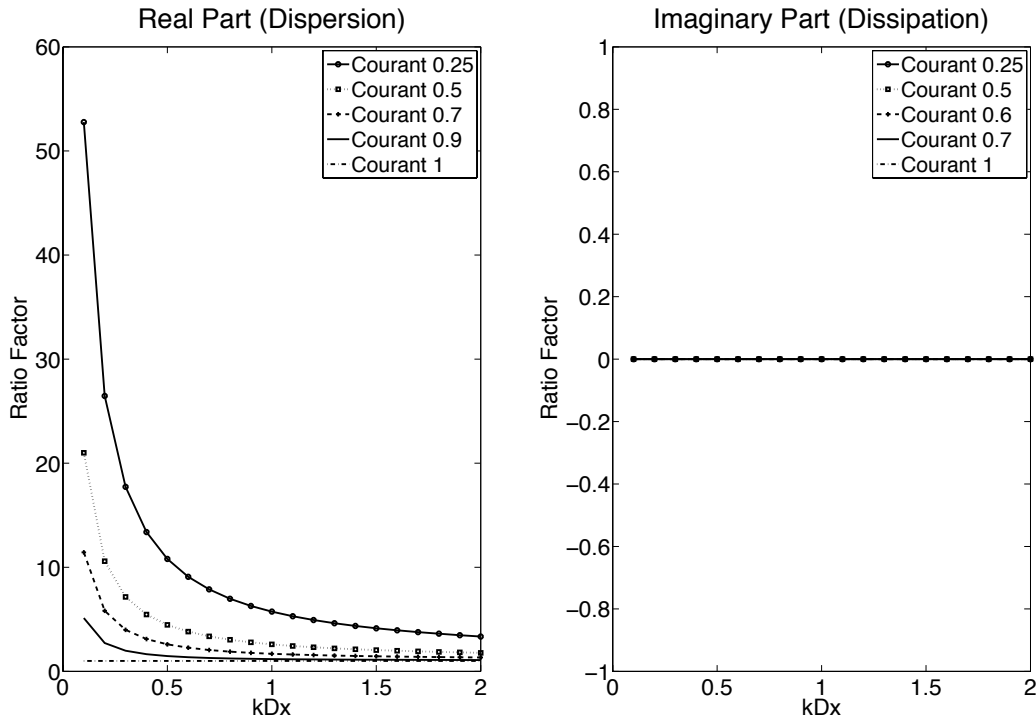 Real Part (Dispersion)
60
50
40
30
20
10
0
Ratio Factor
0
0.5
1
1.5
2
kDx
Courant 0.25
Courant 0.5
Courant 0.7
Courant 0.9
Courant 1
Imaginary Part (Dissipation)
1
0.8
0.6
0.4
0.2
0
−0.2
−0.4
−0.6
−0.8
−1
Ratio Factor
0
0.5
1
1.5
2
kDx
Courant 0.25
Courant 0.5
Courant 0.6
Courant 0.7
Courant 1